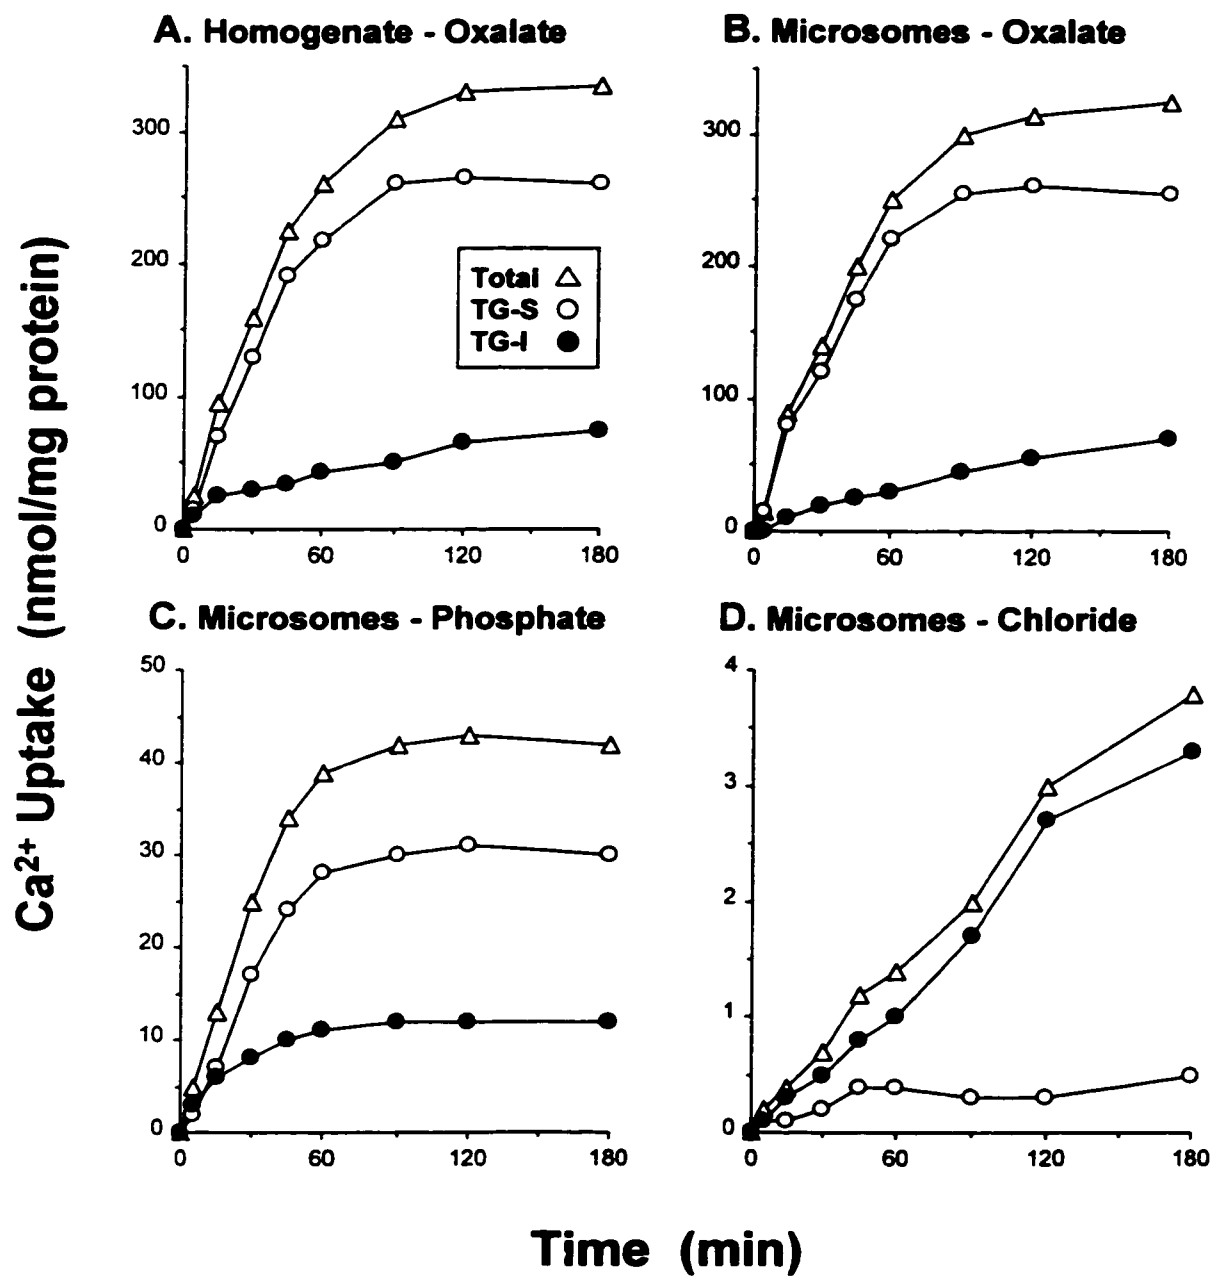 A. Homogenate - Oxalate
B. Microsomes - Oxalate
300
200
100
0
0 60 120 180
Total △
TG-S ○
TG-I ●
300
200
100
0
0 60 120 180
Ca²⁺ Uptake (nmol/mg protein)
C. Microsomes - Phosphate
D. Microsomes - Chloride
50
40
30
20
10
0
0 60 120 180
4
3
2
1
0
0 60 120 180
Time (min)